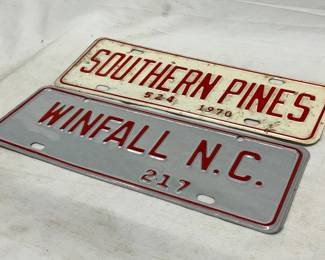 SOUTHERN PINES
524 1970
WINFALL N.C.
217